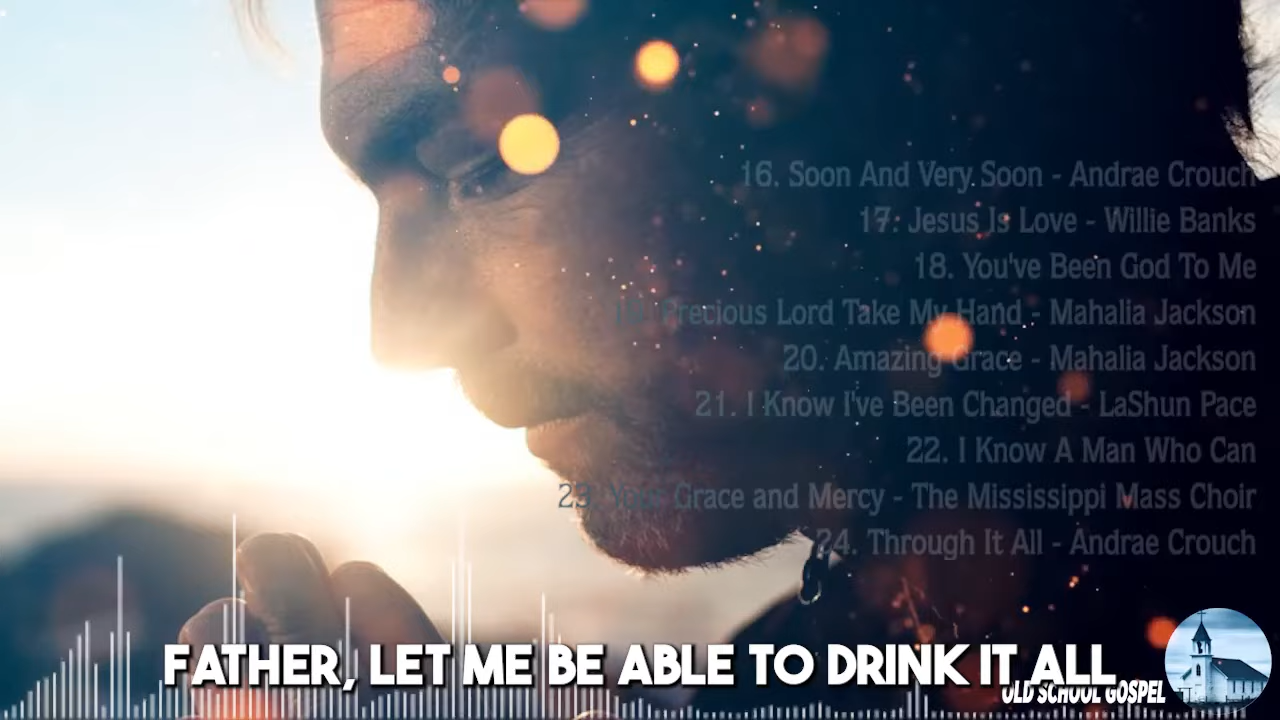 16. Soon And Very Soon - Andrae Crouch
17. Jesus Is Love - Willie Banks
18. You've Been God To Me
19. Precious Lord Take My Hand - Mahalia Jackson
20. Amazing Grace - Mahalia Jackson
21. I Know I've Been Changed - LaShun Pace
22. I Know A Man Who Can
23. Your Grace and Mercy - The Mississippi Mass Choir
24. Through It All - Andrae Crouch
FATHER, LET ME BE ABLE TO DRINK IT ALL
OLD SCHOOL GOSPEL